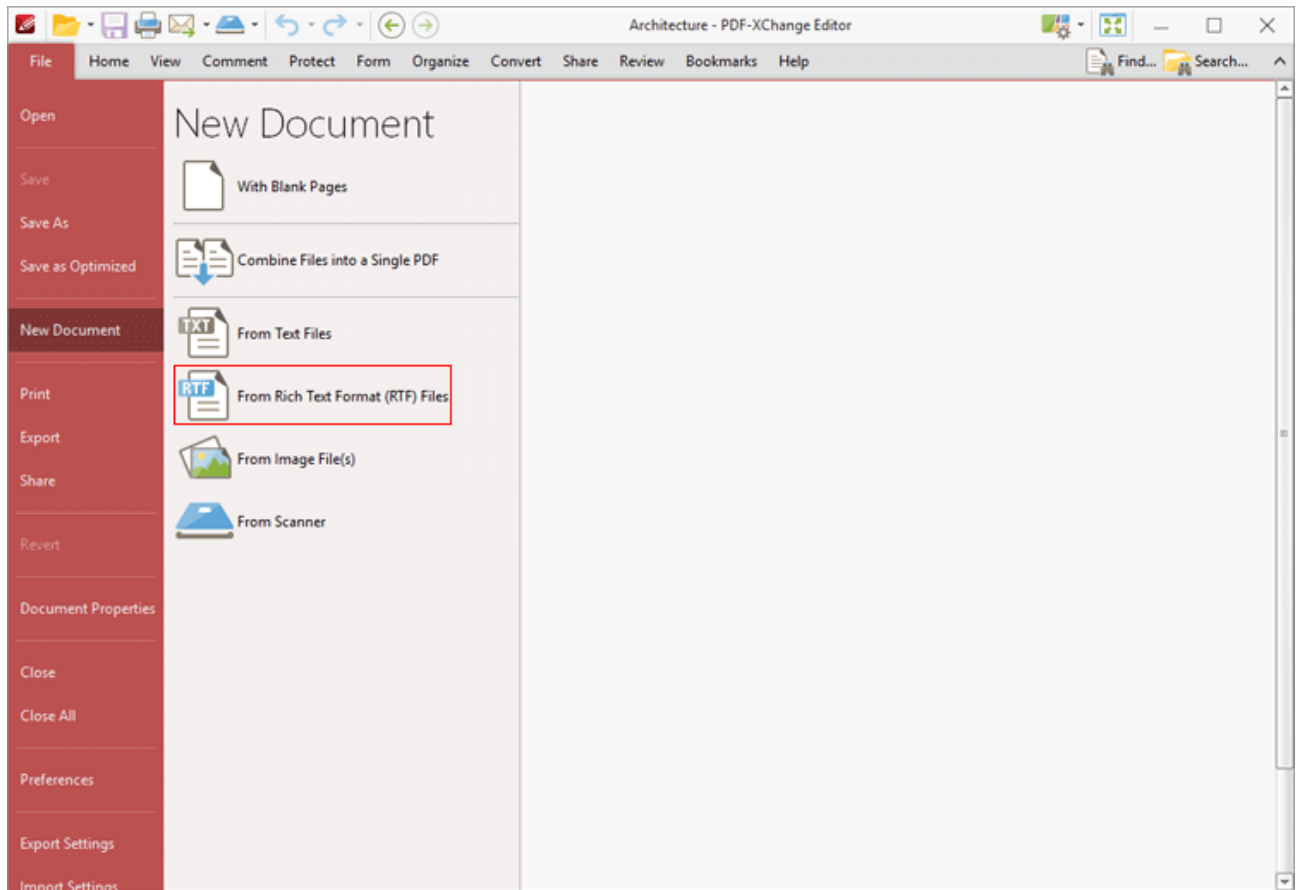 Architecture - PDF-XChange Editor
File Home View Comment Protect Form Organize Convert Share Review Bookmarks Help Find... Search...
Open
Save
Save As
Save as Optimized
New Document
Print
Export
Share
Revert
Document Properties
Close
Close All
Preferences
Export Settings
Import Settings
New Document
With Blank Pages
Combine Files into a Single PDF
TXT
From Text Files
RTF
From Rich Text Format (RTF) Files
From Image File(s)
From Scanner